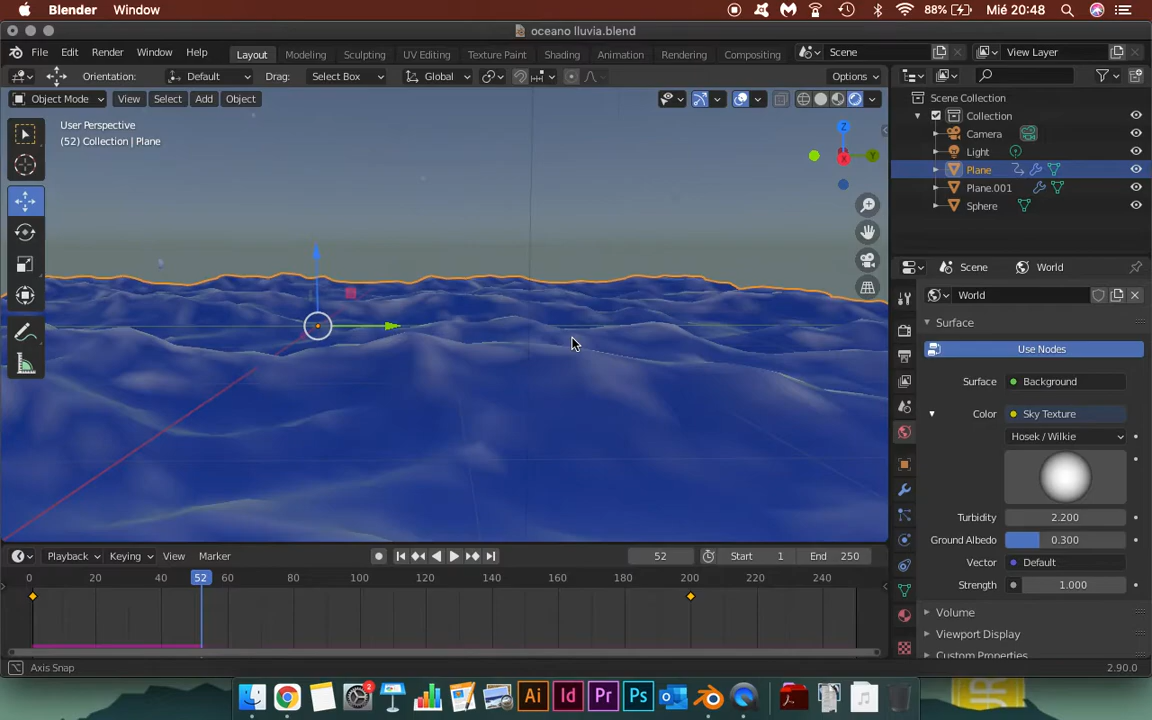 Blender Window 88% Mié 20:48
oceano lluvia.blend
File Edit Render Window Help Layout Modeling Sculpting UV Editing Texture Paint Shading Animation Rendering Compositing Scene View Layer
Orientation: Default Drag: Select Box Global Options
Object Mode View Select Add Object
Scene Collection
User Perspective
(52) Collection | Plane
Collection
Camera
Light
Plane
Plane.001
Sphere
Z
Y
X
Scene World
World
Surface
Use Nodes
Surface Background
Color Sky Texture
Hosek / Wilkie
Turbidity 2.200
Ground Albedo 0.300
Vector Default
Strength 1.000
Volume
Viewport Display
Custom Properties
Playback Keying View Marker 52 Start 1 End 250
0 20 40 52 60 80 100 120 140 160 180 200 220 240
Axis Snap 2.90.0
2
Ai Id Pr Ps